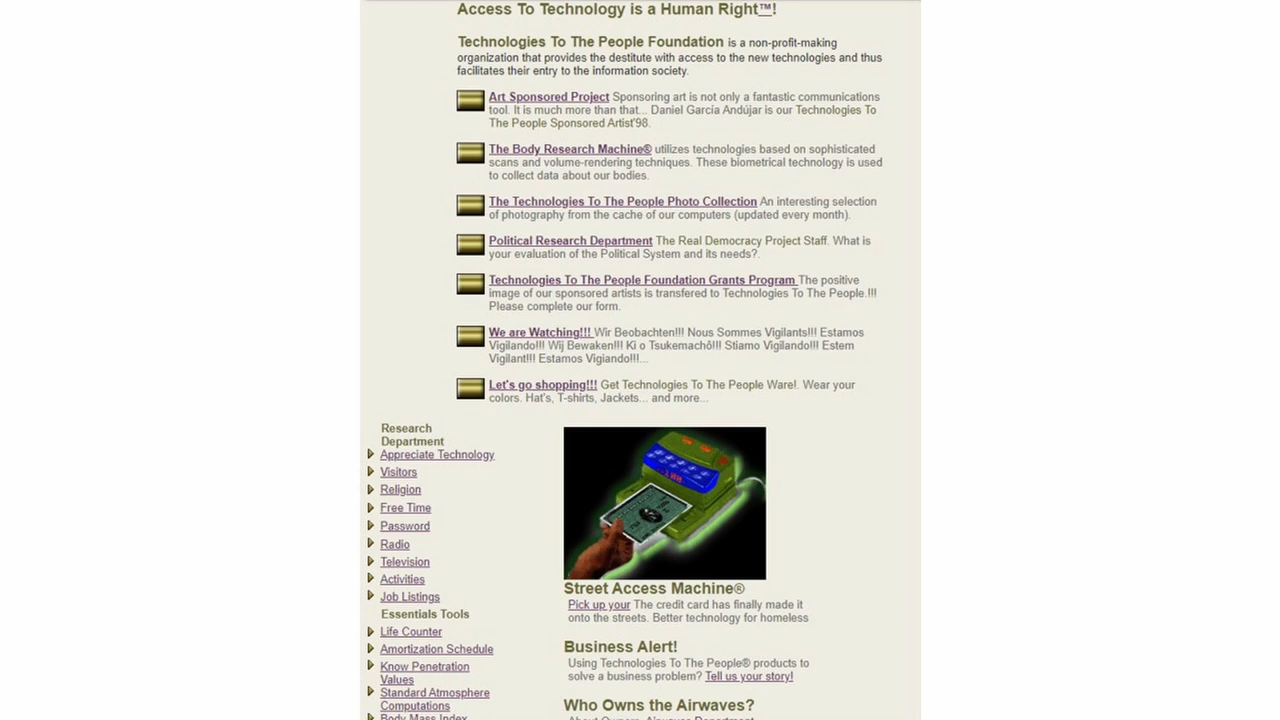 Access To Technology is a Human Right™!
Technologies To The People Foundation is a non-profit-making
organization that provides the destitute with access to the new technologies and thus
facilitates their entry to the information society.
Art Sponsored Project Sponsoring art is not only a fantastic communications
tool. It is much more than that... Daniel García Andújar is our Technologies To
The People Sponsored Artist'98.
The Body Research Machine® utilizes technologies based on sophisticated
scans and volume-rendering techniques. These biometrical technology is used
to collect data about our bodies.
The Technologies To The People Photo Collection An interesting selection
of photography from the cache of our computers (updated every month).
Political Research Department The Real Democracy Project Staff. What is
your evaluation of the Political System and its needs?.
Technologies To The People Foundation Grants Program The positive
image of our sponsored artists is transfered to Technologies To The People.!!!
Please complete our form.
We are Watching!!! Wir Beobachten!!! Nous Sommes Vigilants!!! Estamos
Vigilando!!! Wij Bewaken!!! Ki o Tsukemachô!!! Stiamo Vigilando!!! Estem
Vigilant!!! Estamos Vigiando!!!...
Let's go shopping!!! Get Technologies To The People Ware!. Wear your
colors. Hat's, T-shirts, Jackets... and more...
Research
Department
Appreciate Technology
Visitors
Religion
Free Time
Password
Radio
Television
Activities
Job Listings
Essentials Tools
Life Counter
Amortization Schedule
Know Penetration
Values
Standard Atmosphere
Computations
Body Mass Index
Street Access Machine®
Pick up your The credit card has finally made it
onto the streets. Better technology for homeless
Business Alert!
Using Technologies To The People® products to
solve a business problem? Tell us your story!
Who Owns the Airwaves?
About Owners, Airwaves Department